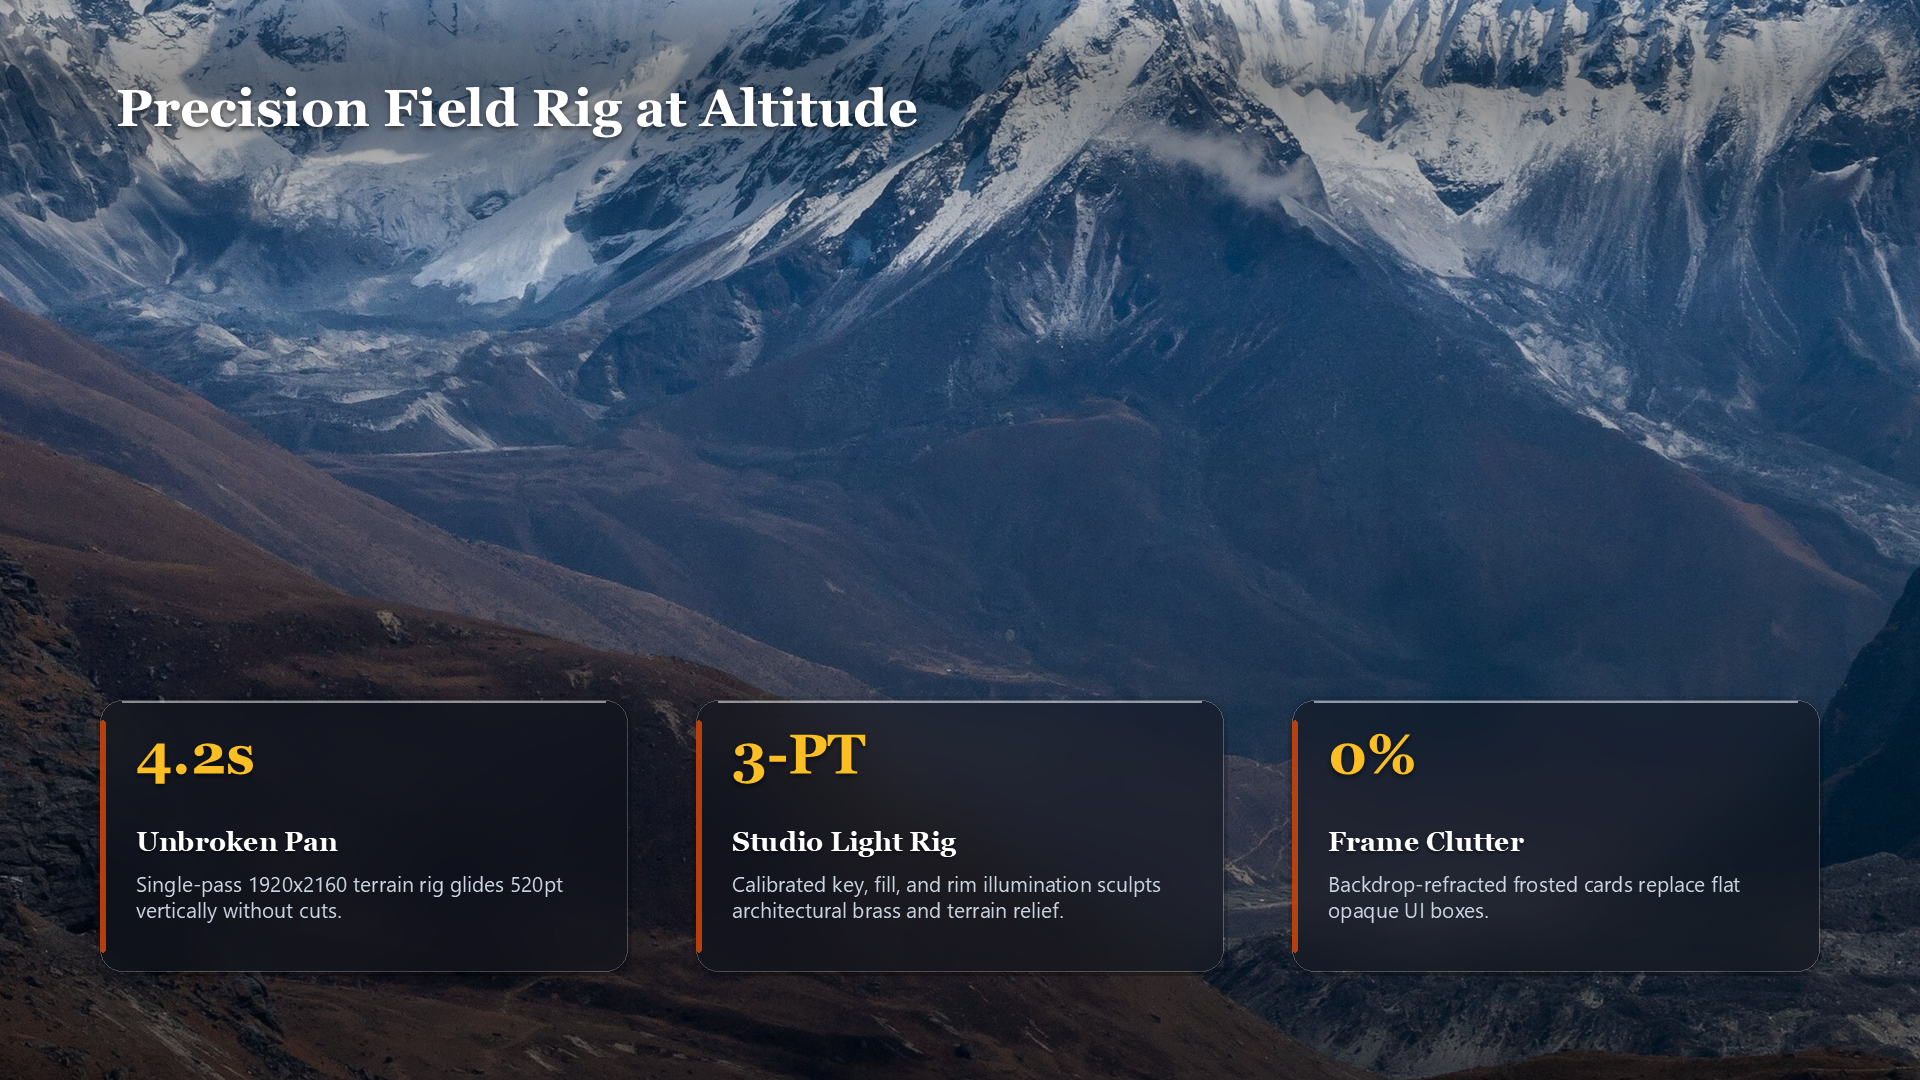 Precision Field Rig at Altitude
4.2s
Unbroken Pan
Single-pass 1920x2160 terrain rig glides 520pt
vertically without cuts.
3-PT
Studio Light Rig
Calibrated key, fill, and rim illumination sculpts
architectural brass and terrain relief.
0%
Frame Clutter
Backdrop-refracted frosted cards replace flat
opaque UI boxes.